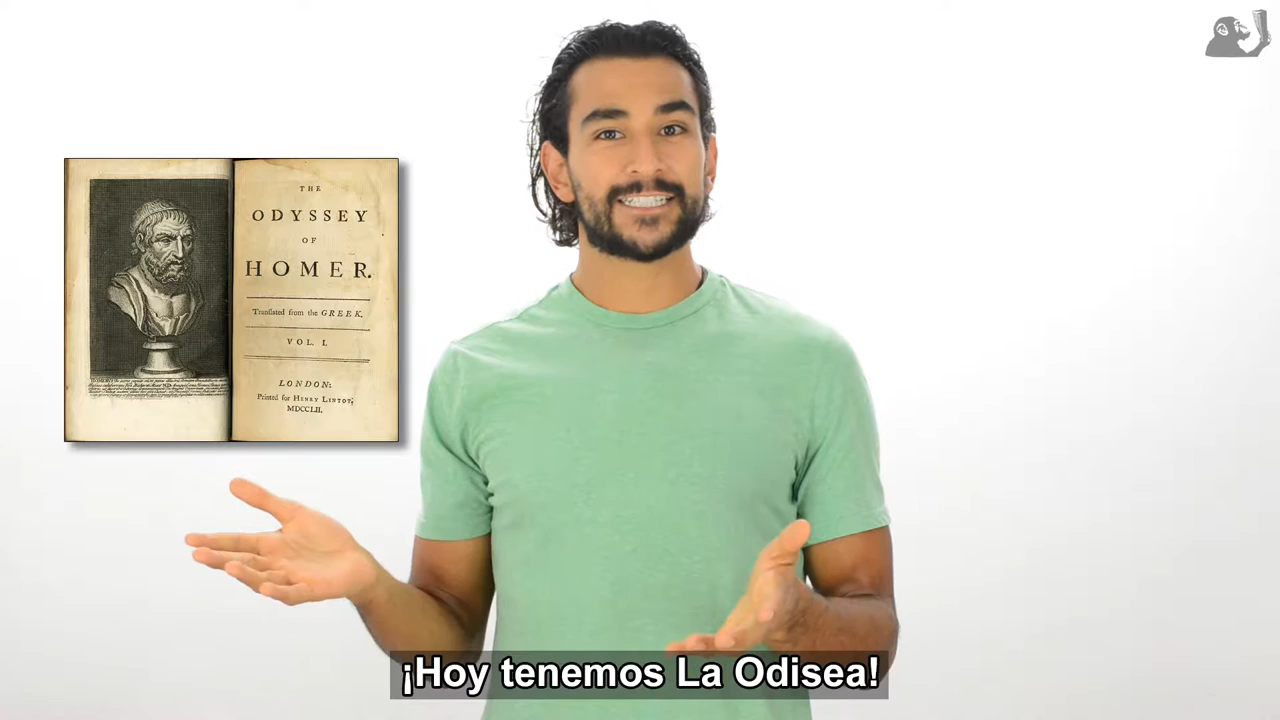 THE
ODYSSEY
OF
HOMER.
Translated from the GREEK.
VOL. I.
LONDON:
Printed for HENRY LINTOT;
MDCCLII.
¡Hoy tenemos La Odisea!